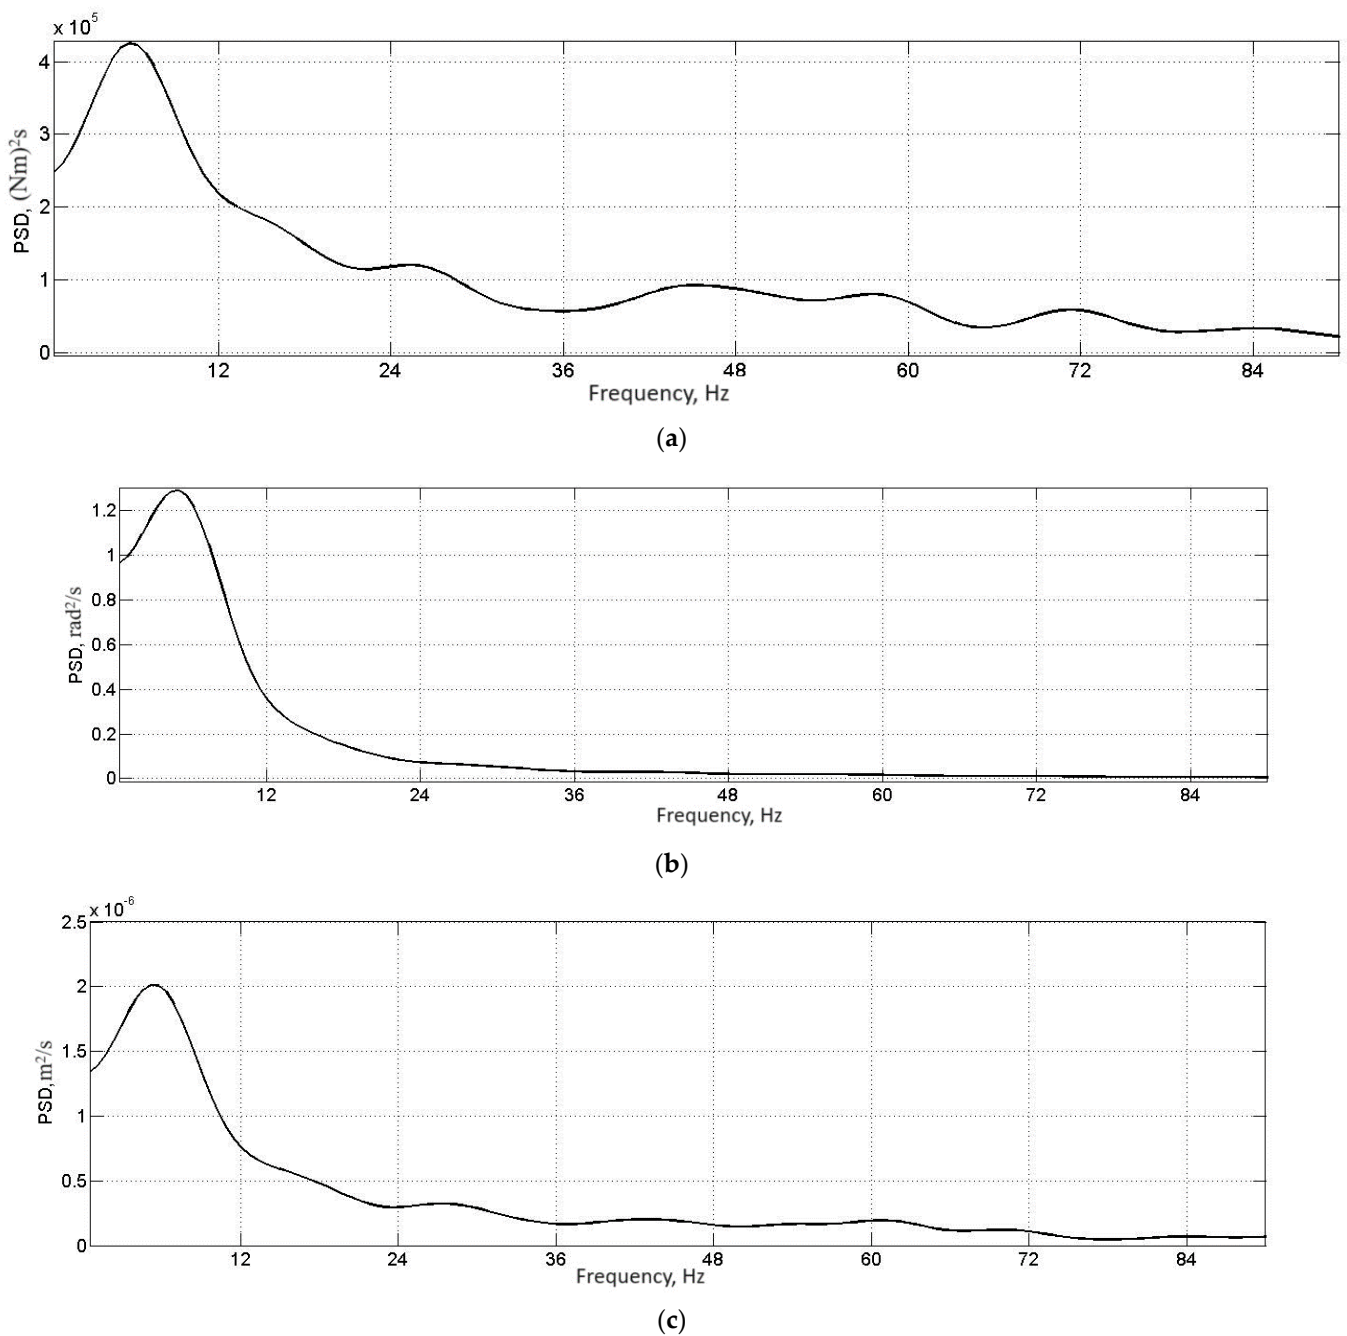 x 10^5
4
3
2
1
0
PSD, (Nm)²s
12 24 36 48 60 72 84
Frequency, Hz
(a)
1.2
1
0.8
0.6
0.4
0.2
0
PSD, rad²/s
12 24 36 48 60 72 84
Frequency, Hz
(b)
x 10^-6
2.5
2
1.5
1
0.5
0
PSD, m²/s
12 24 36 48 60 72 84
Frequency, Hz
(c)